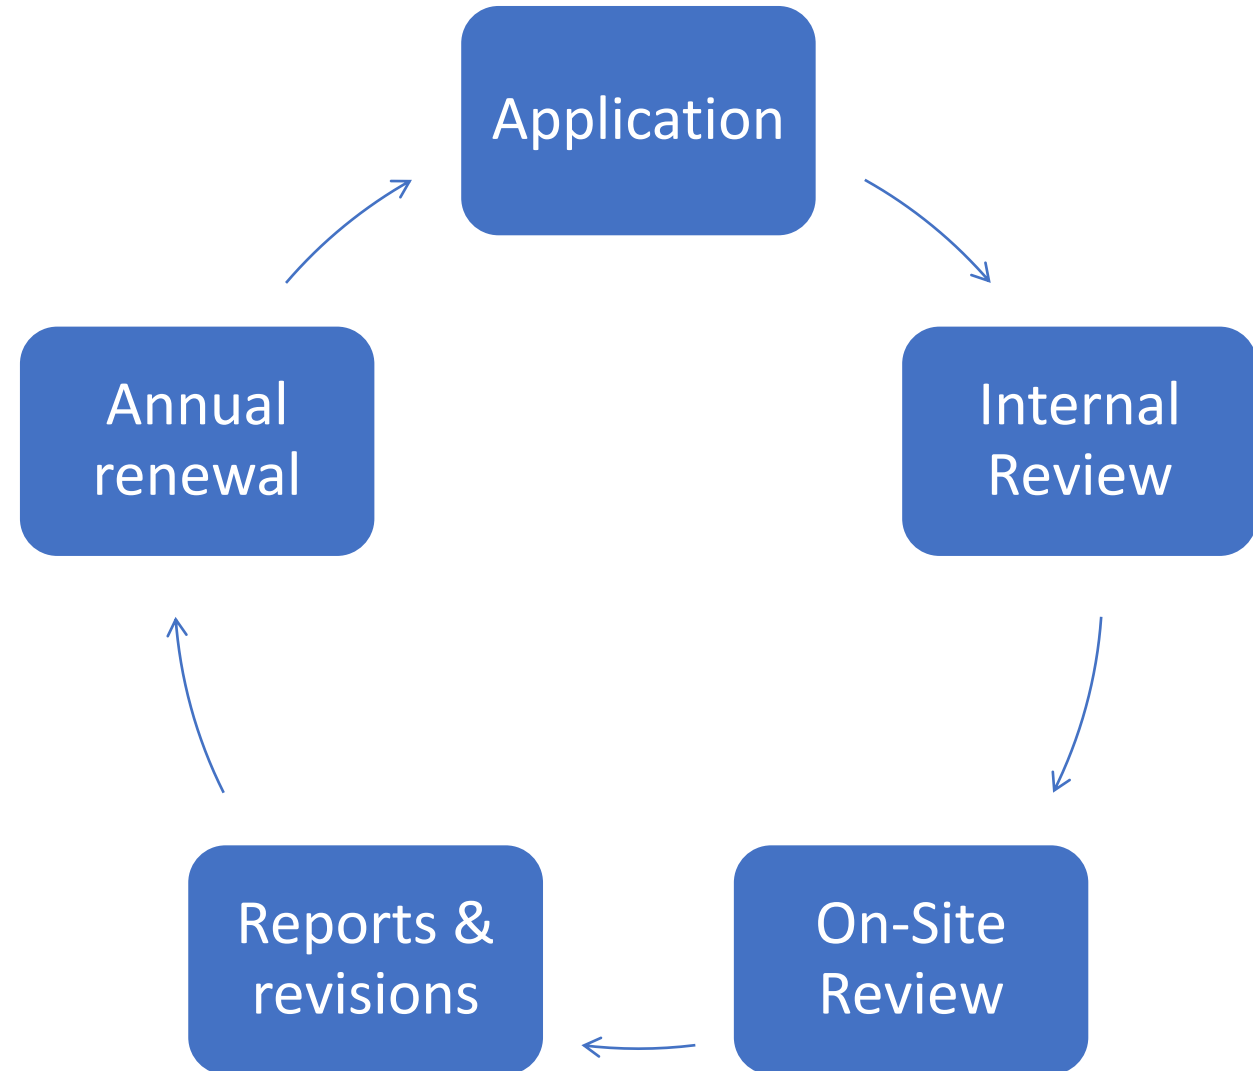 Application
Internal
Review
On-Site
Review
Reports &
revisions
Annual
renewal